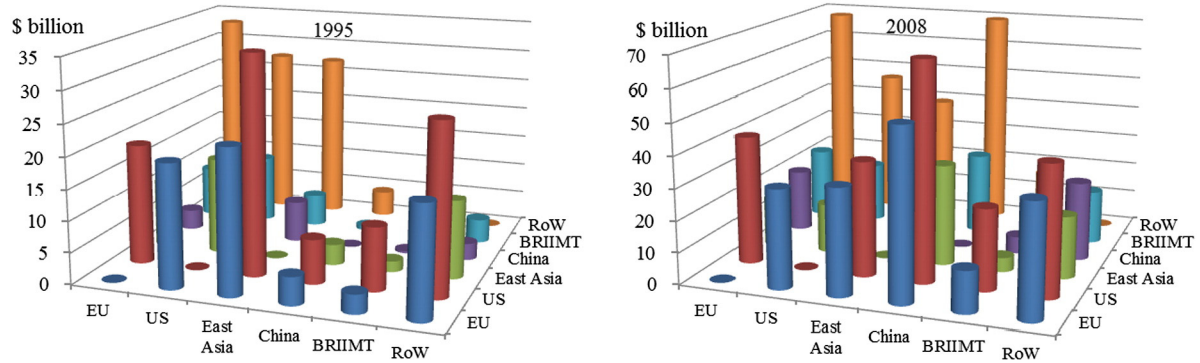 $ billion
1995
35
30
25
20
15
10
5
0
EU
US
East
Asia
China
BRIIMT
RoW
RoW
BRIIMT
China
East Asia
US
EU
$ billion
2008
70
60
50
40
30
20
10
0
EU
US
East
Asia
China
BRIIMT
RoW
RoW
BRIIMT
China
East Asia
US
EU